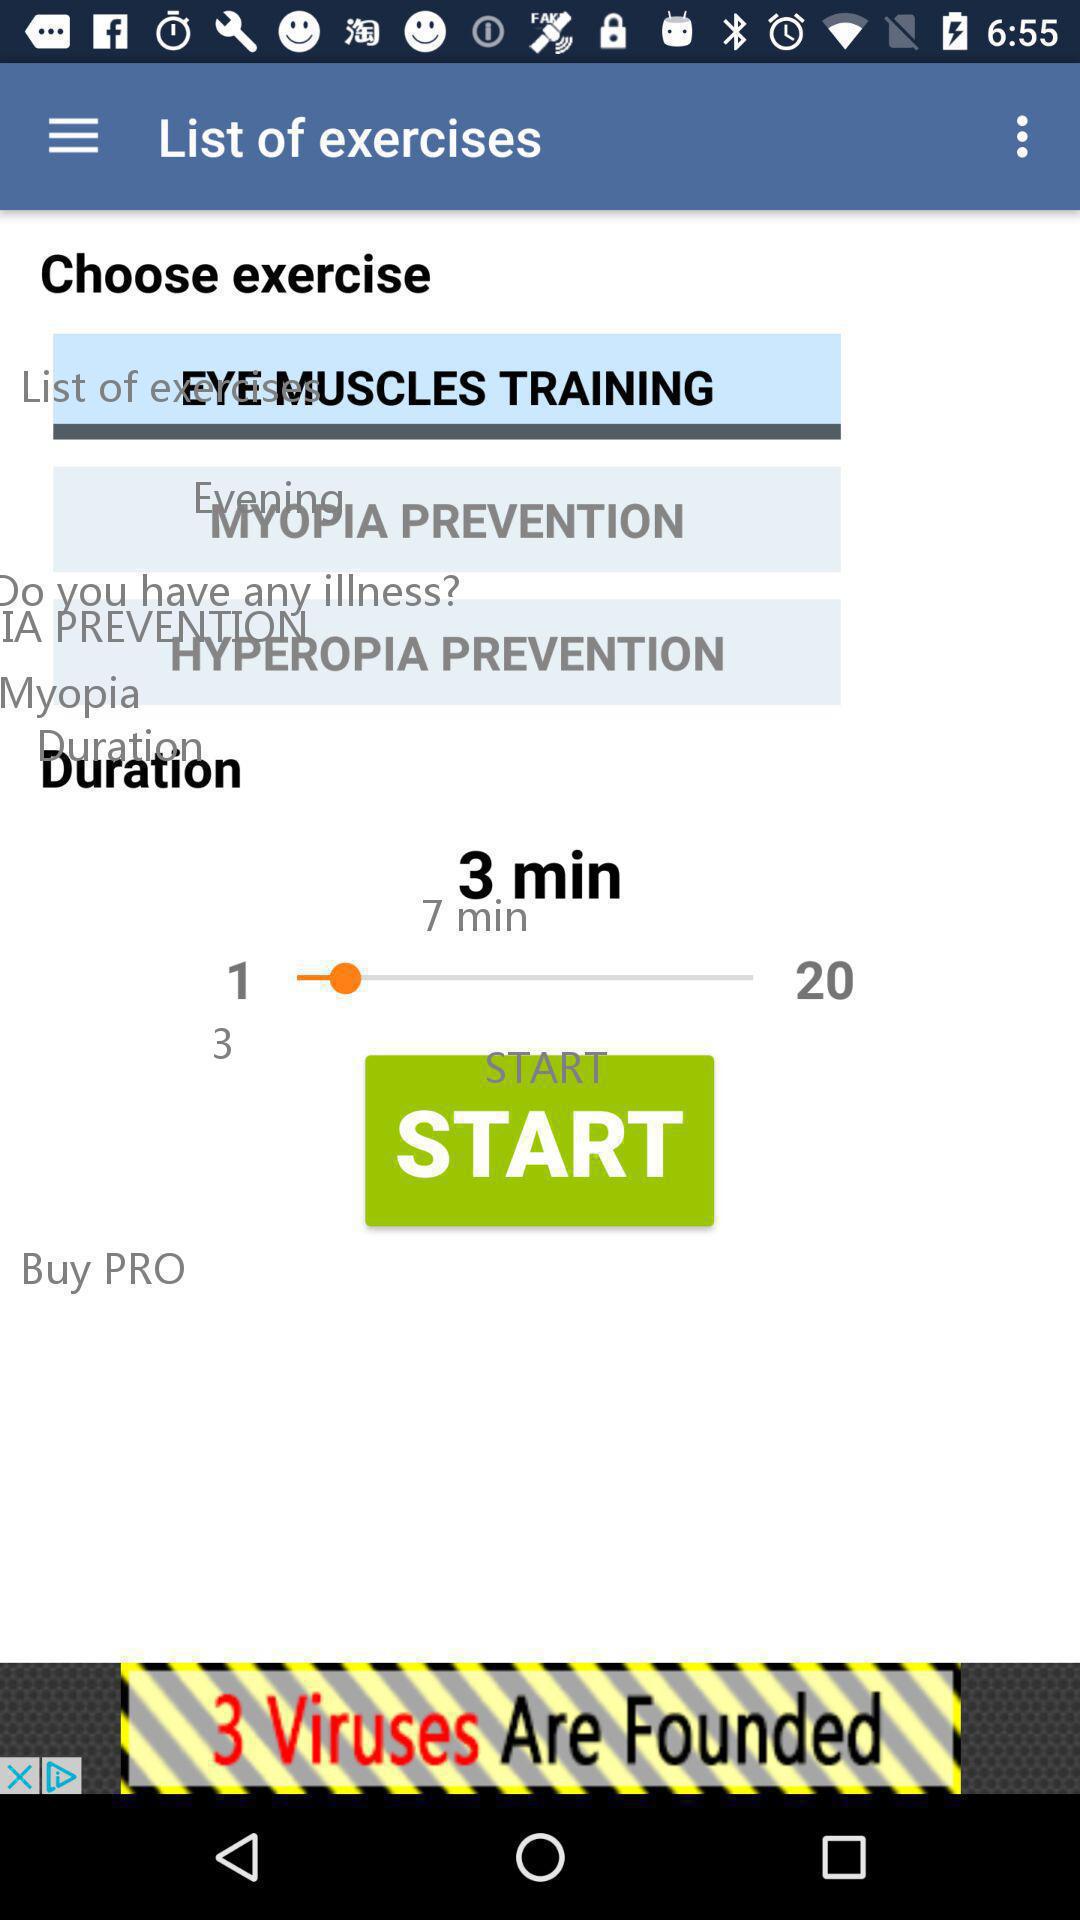 FAKE
淘
6:55
List of exercises
Choose exercise
EYE MUSCLES TRAINING
List of exercises
Evening
MYOPIA PREVENTION
Do you have any illness?
IA PREVENTION
HYPEROPIA PREVENTION
Myopia
Duration
Duration
3 min
7 min
1
20
3
START
START
Buy PRO
3 Viruses Are Founded